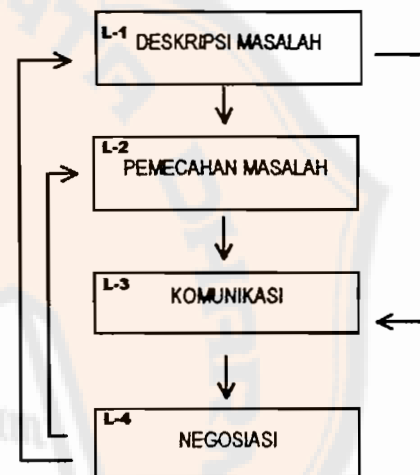 L-1
DESKRIPSI MASALAH
L-2
PEMECAHAN MASALAH
L-3
KOMUNIKASI
L-4
NEGOSIASI